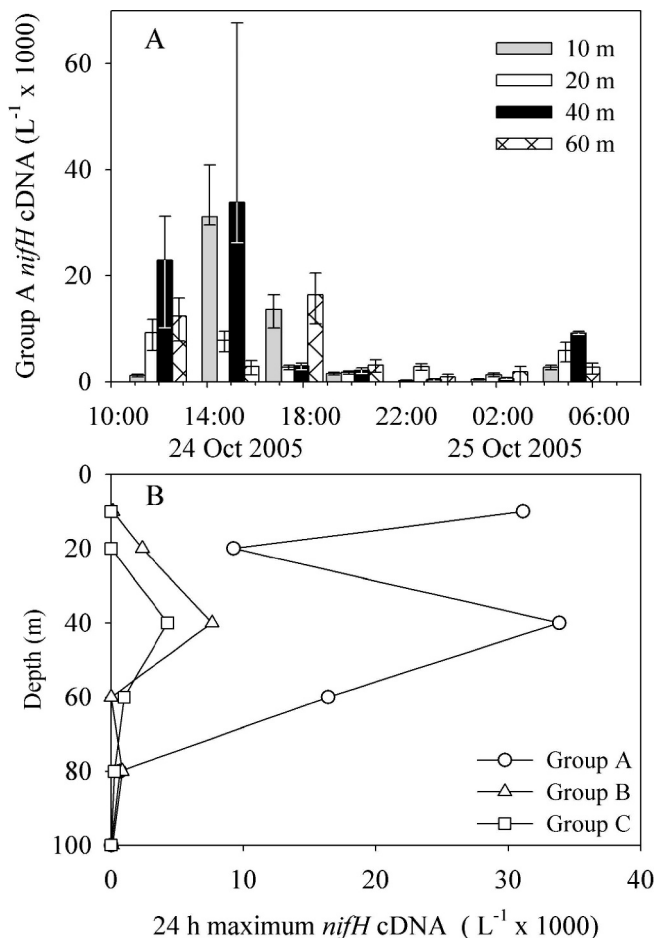 A
10 m
20 m
40 m
60 m
Group A nifH cDNA (L⁻¹ x 1000)
60
40
20
0
10:00 14:00 18:00 22:00 02:00 06:00
24 Oct 2005 25 Oct 2005
B
Depth (m)
0
20
40
60
80
100
Group A
Group B
Group C
0 10 20 30 40
24 h maximum nifH cDNA ( L⁻¹ x 1000)